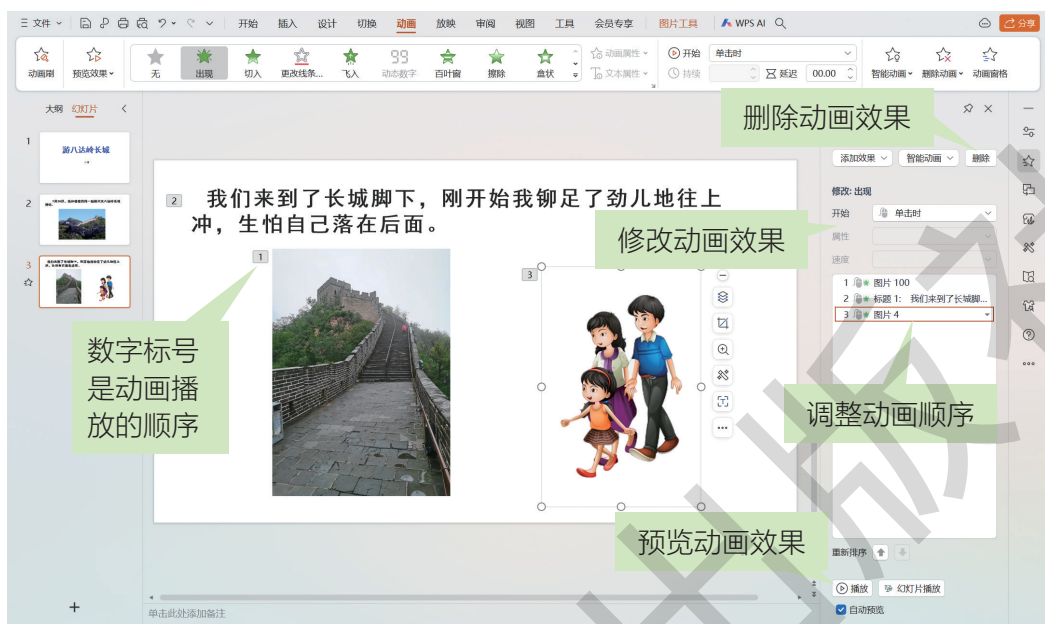 三 文件 开始 插入 设计 切换 动画 放映 审阅 视图 工具 会员专享 图片工具 WPS AI 分享
动画刷 预览效果 无 出现 切入 更改线条... 飞入 动态数字 百叶窗 擦除 盒状 动画属性 文本属性 开始 单击时 持续 延迟 00.00 智能动画 删除动画 动画窗格
大纲 幻灯片
1
游八达岭长城
2
3
2 我们来到了长城脚下，刚开始我铆足了劲儿地往上
冲，生怕自己落在后面。
1
3
数字标号
是动画播
放的顺序
删除动画效果
添加效果 智能动画 删除
修改: 出现
修改动画效果
开始 单击时
属性
速度
1 图片 100
2 标题 1: 我们来到了长城脚...
3 图片 4
调整动画顺序
预览动画效果
重新排序
播放 幻灯片播放
自动预览
单击此处添加备注
版